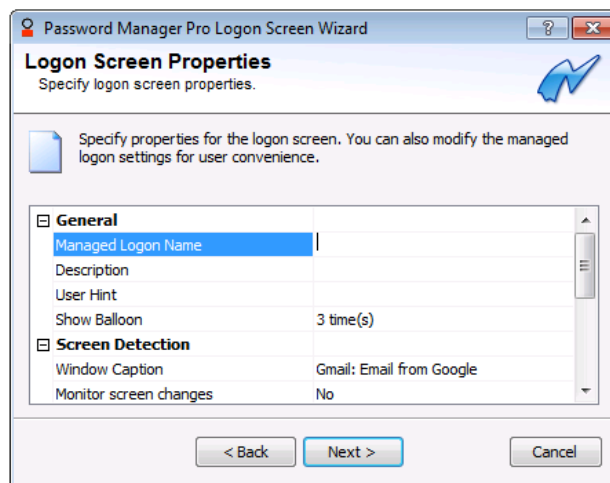 Password Manager Pro Logon Screen Wizard
Logon Screen Properties
Specify logon screen properties.
Specify properties for the logon screen. You can also modify the managed
logon settings for user convenience.
General
Managed Logon Name
Description
User Hint
Show Balloon 3 time(s)
Screen Detection
Window Caption Gmail: Email from Google
Monitor screen changes No
< Back Next > Cancel